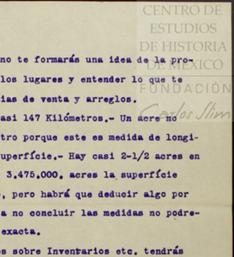 CENTRO DE
ESTUDIOS
DE HISTORIA
DE MÉXICO
FUNDACIÓN
Carlos Slim
no te formarás una idea de la pro-
los lugares y entender lo que te
ias de venta y arreglos.
asi 147 Kilómetros.- Un acre no
tro porque este es medida de longi-
uperfície.- Hay casi 2-1/2 acres en
3,475.000, acres la superfície
, pero habrá que deducir algo por
a no concluir las medidas no podre-
exacta.
es sobre Inventarios etc. tendrás